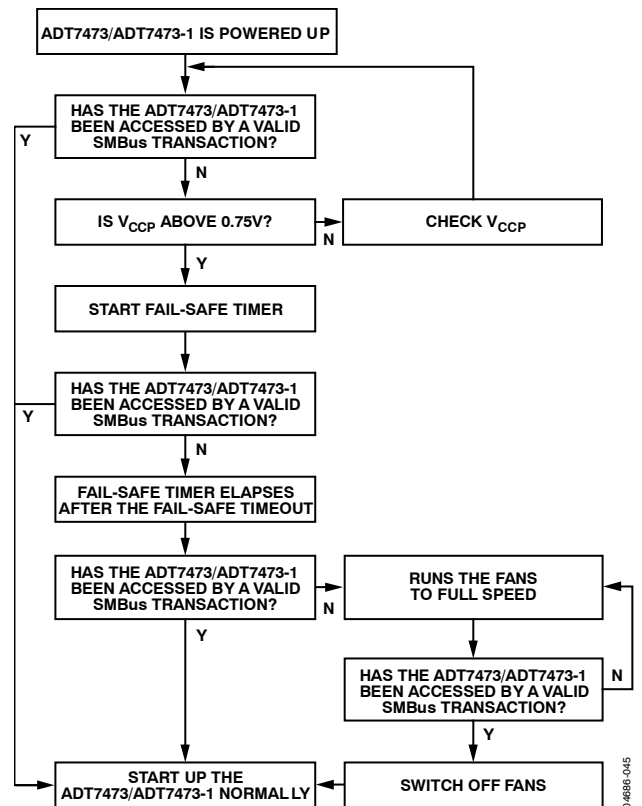 ADT7473/ADT7473-1 IS POWERED UP
HAS THE ADT7473/ADT7473-1
BEEN ACCESSED BY A VALID
SMBus TRANSACTION?
Y
N
IS VCCP ABOVE 0.75V?
N
CHECK VCCP
Y
START FAIL-SAFE TIMER
HAS THE ADT7473/ADT7473-1
BEEN ACCESSED BY A VALID
SMBus TRANSACTION?
Y
N
FAIL-SAFE TIMER ELAPSES
AFTER THE FAIL-SAFE TIMEOUT
HAS THE ADT7473/ADT7473-1
BEEN ACCESSED BY A VALID
SMBus TRANSACTION?
N
Y
RUNS THE FANS
TO FULL SPEED
HAS THE ADT7473/ADT7473-1
BEEN ACCESSED BY A VALID
SMBus TRANSACTION?
N
Y
START UP THE
ADT7473/ADT7473-1 NORMALLY
SWITCH OFF FANS
04686-045